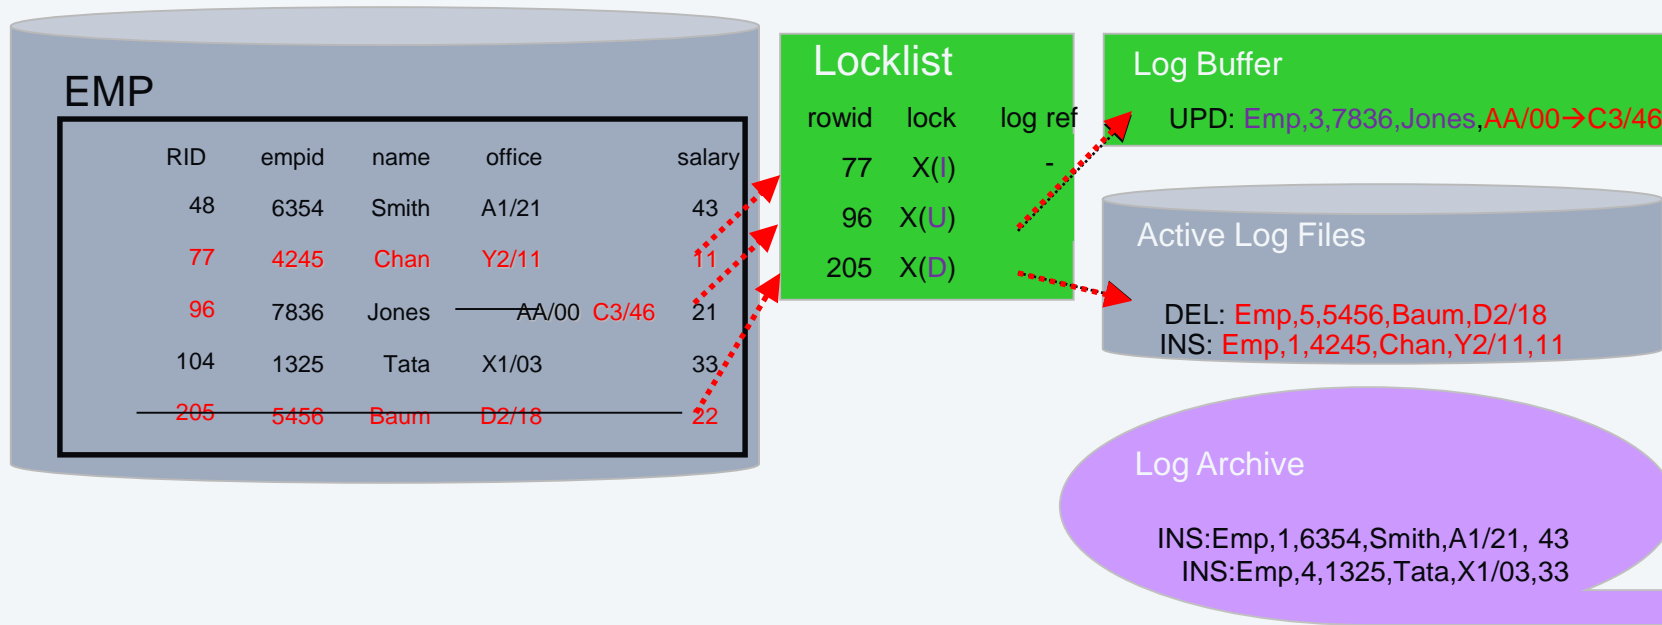 EMP
RID empid name office salary
48 6354 Smith A1/21 43
77 4245 Chan Y2/11 11
96 7836 Jones AA/00 C3/46 21
104 1325 Tata X1/03 33
205 5456 Baum D2/18 22
Locklist
rowid lock log ref
77 X(I) -
96 X(U)
205 X(D)
Log Buffer
UPD: Emp,3,7836,Jones,AA/00→C3/46
Active Log Files
DEL: Emp,5,5456,Baum,D2/18
INS: Emp,1,4245,Chan,Y2/11,11
Log Archive
INS:Emp,1,6354,Smith,A1/21, 43
INS:Emp,4,1325,Tata,X1/03,33